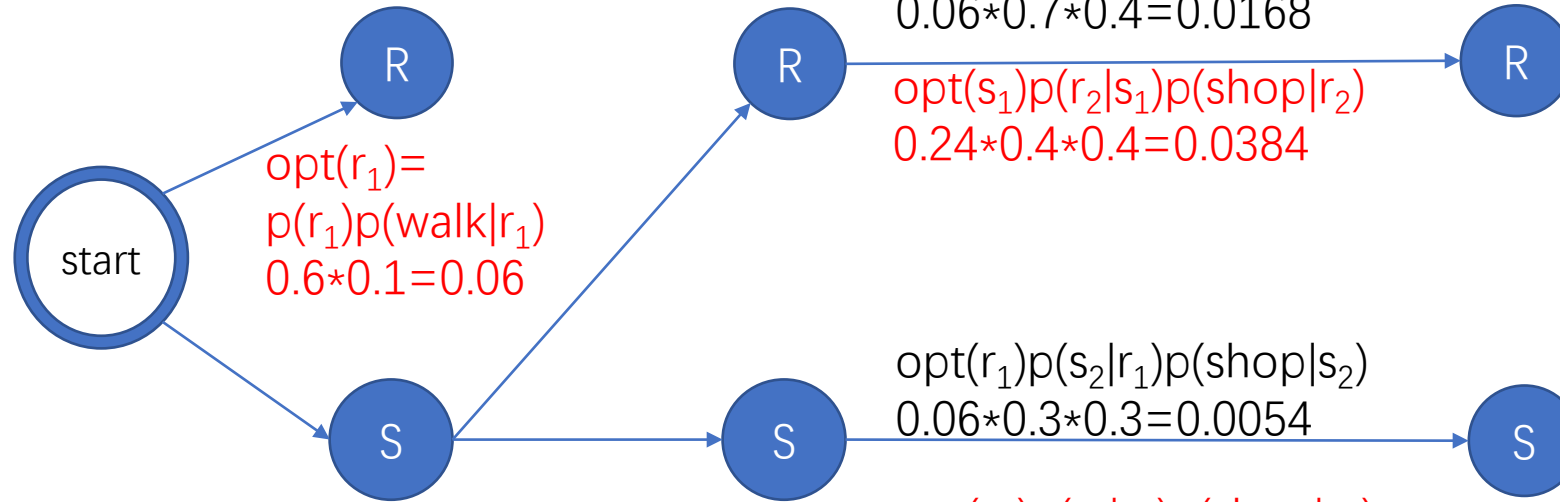 R
R
0.06*0.7*0.4=0.0168
R
opt(s₁)p(r₂|s₁)p(shop|r₂)
0.24*0.4*0.4=0.0384
opt(r₁)=
p(r₁)p(walk|r₁)
0.6*0.1=0.06
start
opt(r₁)p(s₂|r₁)p(shop|s₂)
0.06*0.3*0.3=0.0054
S
S
S